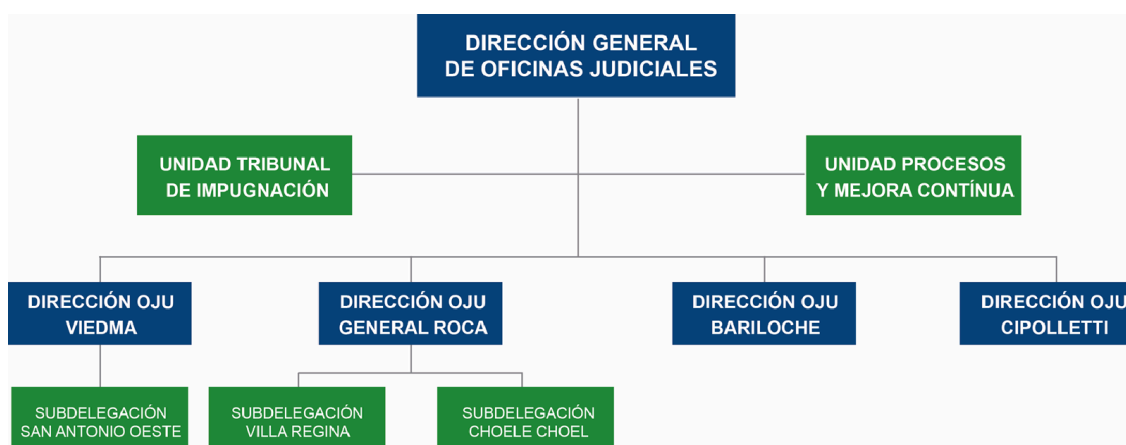 DIRECCIÓN GENERAL
DE OFICINAS JUDICIALES
UNIDAD TRIBUNAL
DE IMPUGNACIÓN
UNIDAD PROCESOS
Y MEJORA CONTÍNUA
DIRECCIÓN OJU
VIEDMA
DIRECCIÓN OJU
GENERAL ROCA
DIRECCIÓN OJU
BARILOCHE
DIRECCIÓN OJU
CIPOLLETTI
SUBDELEGACIÓN
SAN ANTONIO OESTE
SUBDELEGACIÓN
VILLA REGINA
SUBDELEGACIÓN
CHOELE CHOEL